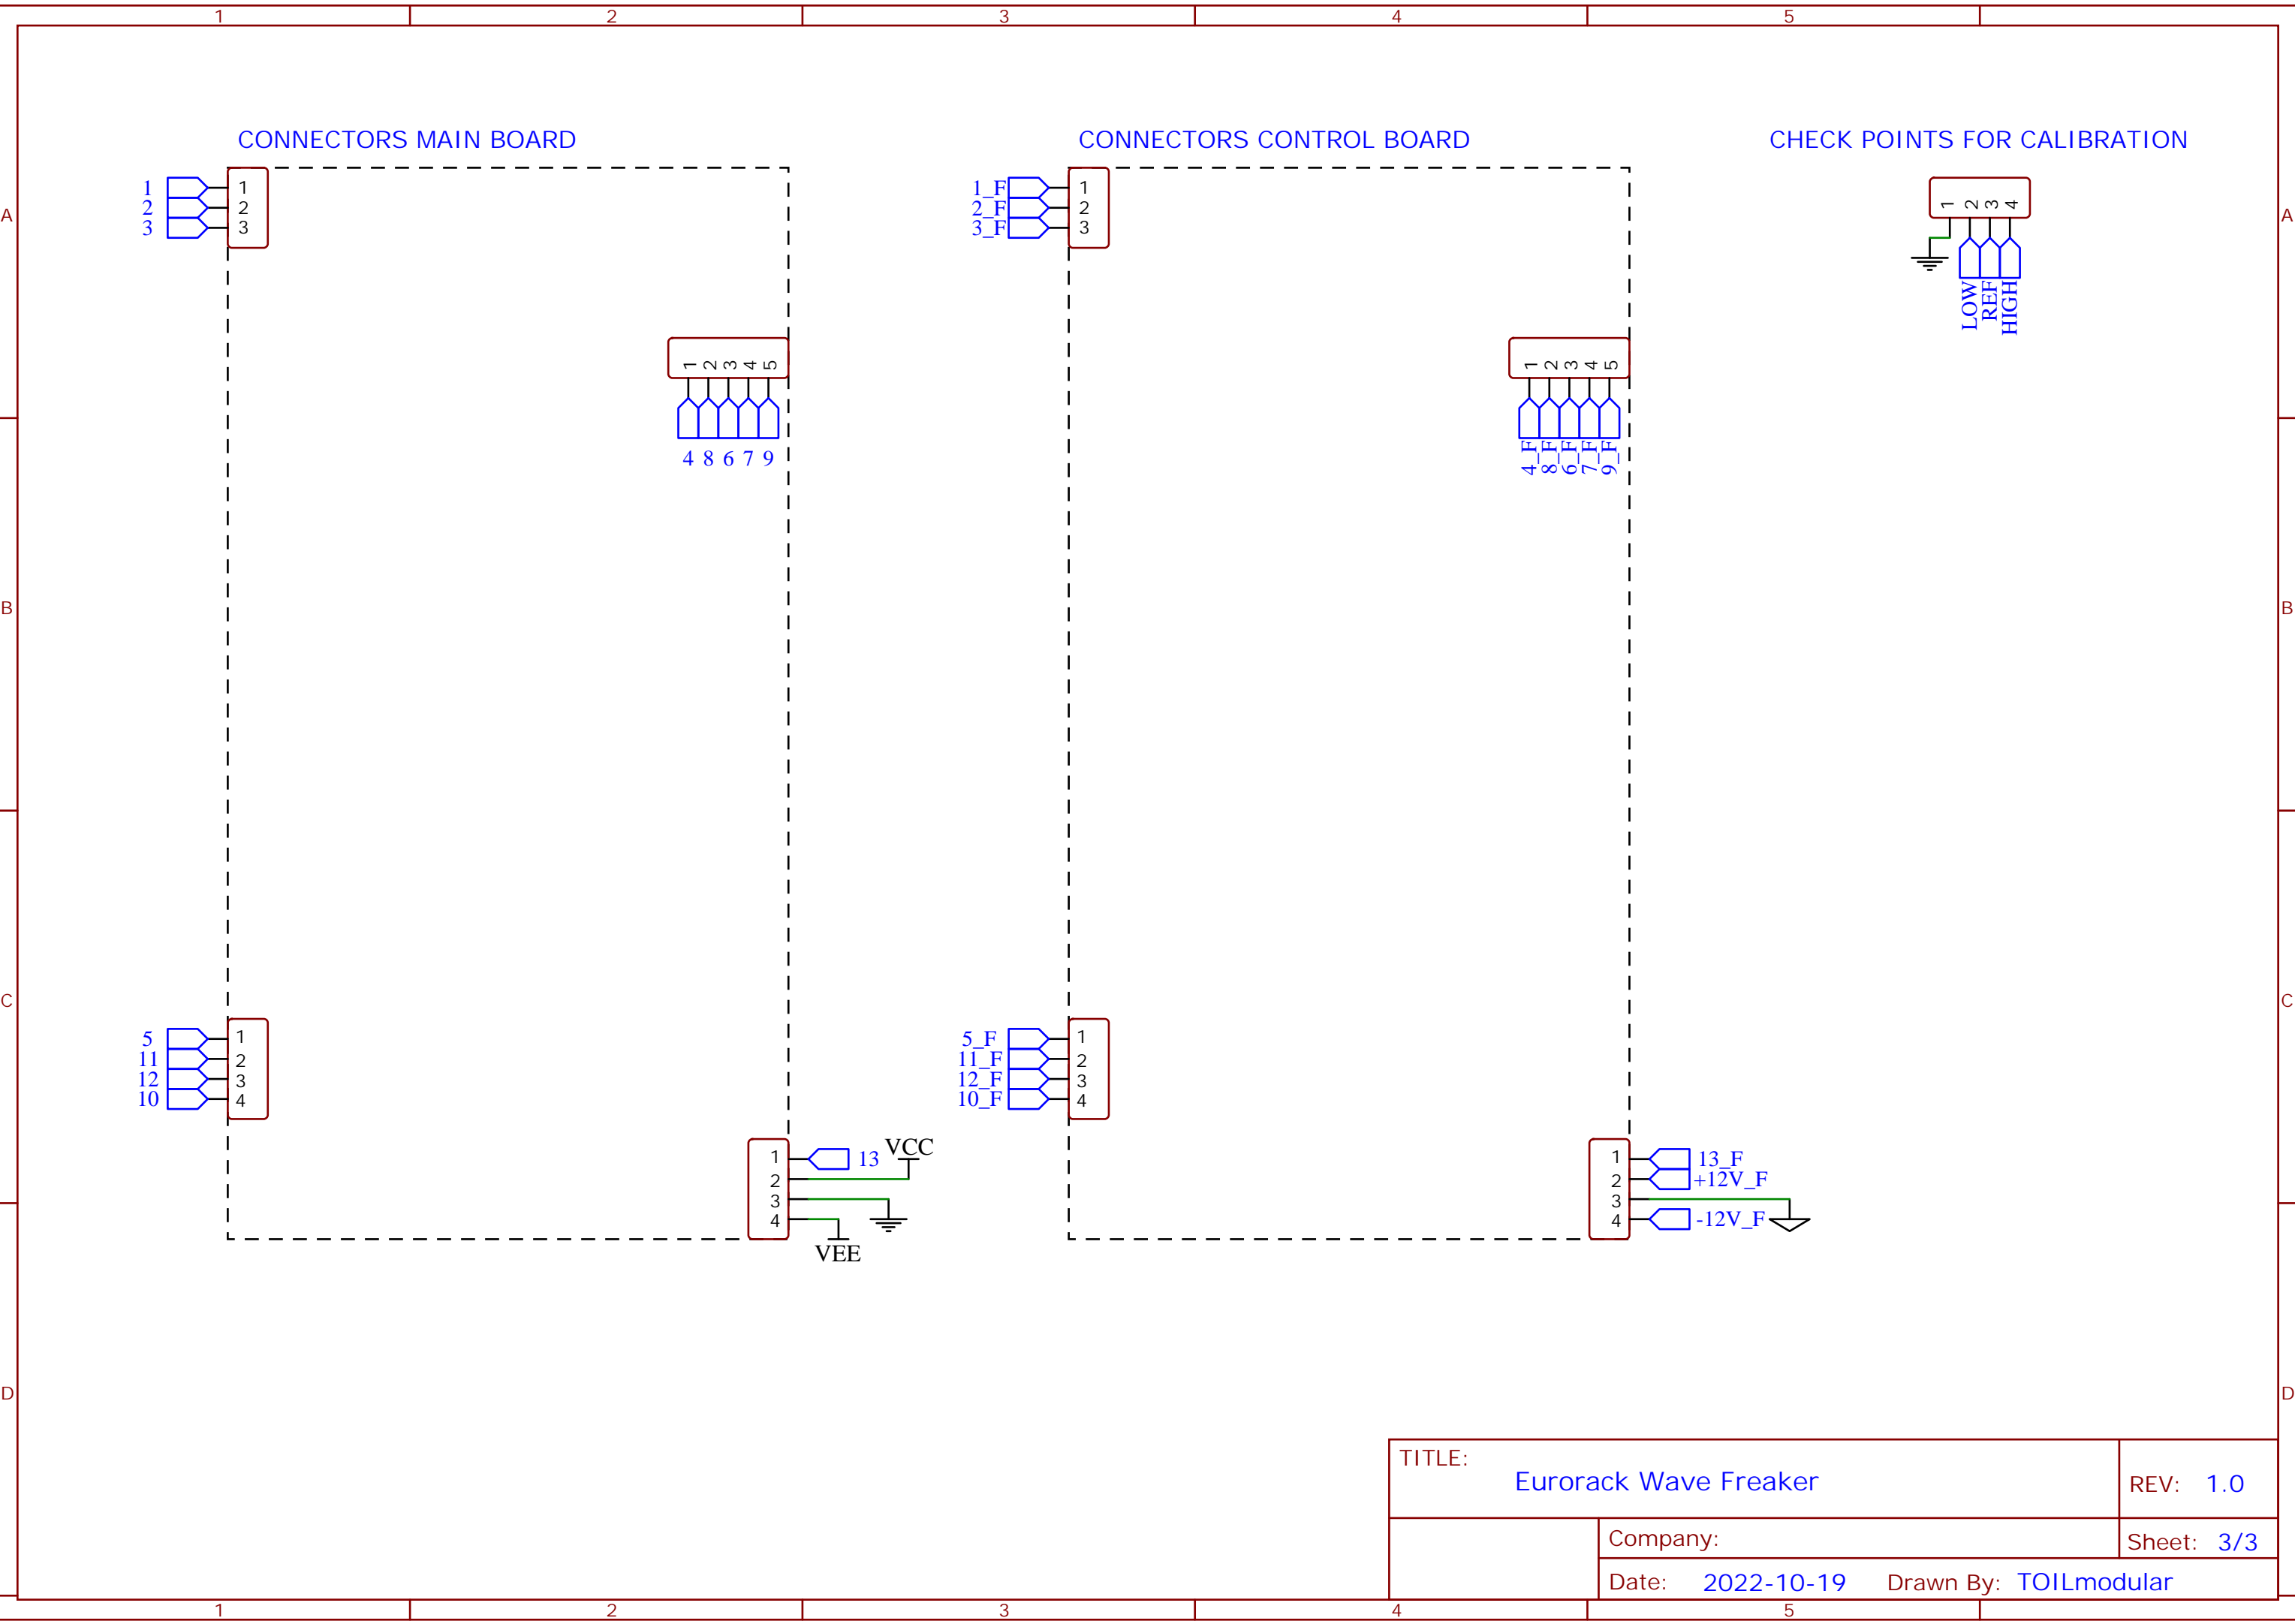 1 2 3 4 5
CONNECTORS MAIN BOARD
CONNECTORS CONTROL BOARD
CHECK POINTS FOR CALIBRATION
A
A
1 1
2 2
3 3
1_F 1
2_F 2
3_F 3
1 2 3 4
LOW
REF
HIGH
1 2 3 4 5
4 8 6 7 9
1 2 3 4 5
4_F
8_F
6_F
7_F
9_F
B
B
C
C
5 1
11 2
12 3
10 4
5_F 1
11_F 2
12_F 3
10_F 4
1 13 VCC
2
3
4
VEE
1 13_F
2 +12V_F
3
4 -12V_F
D
D
TITLE:
Eurorack Wave Freaker
REV: 1.0
Company:
Sheet: 3/3
Date: 2022-10-19 Drawn By: TOILmodular
1 2 3 4 5